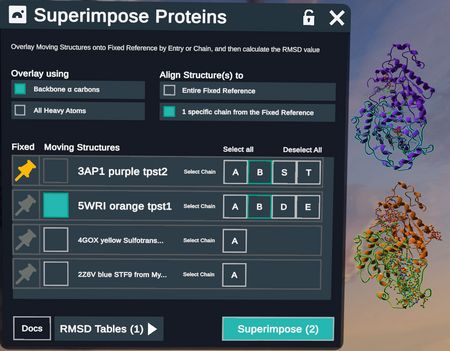 Superimpose Proteins
Overlay Moving Structures onto Fixed Reference by Entry or Chain, and then calculate the RMSD value
Overlay using
Align Structure(s) to
Backbone α carbons
Entire Fixed Reference
All Heavy Atoms
1 specific chain from the Fixed Reference
Fixed Moving Structures Select all Deselect All
3AP1 purple tpst2 Select Chain A B S T
5WRI orange tpst1 Select Chain A B D E
4GOX yellow Sulfotrans... Select Chain A
2Z6V blue STF9 from My... Select Chain A
Docs RMSD Tables (1) Superimpose (2)